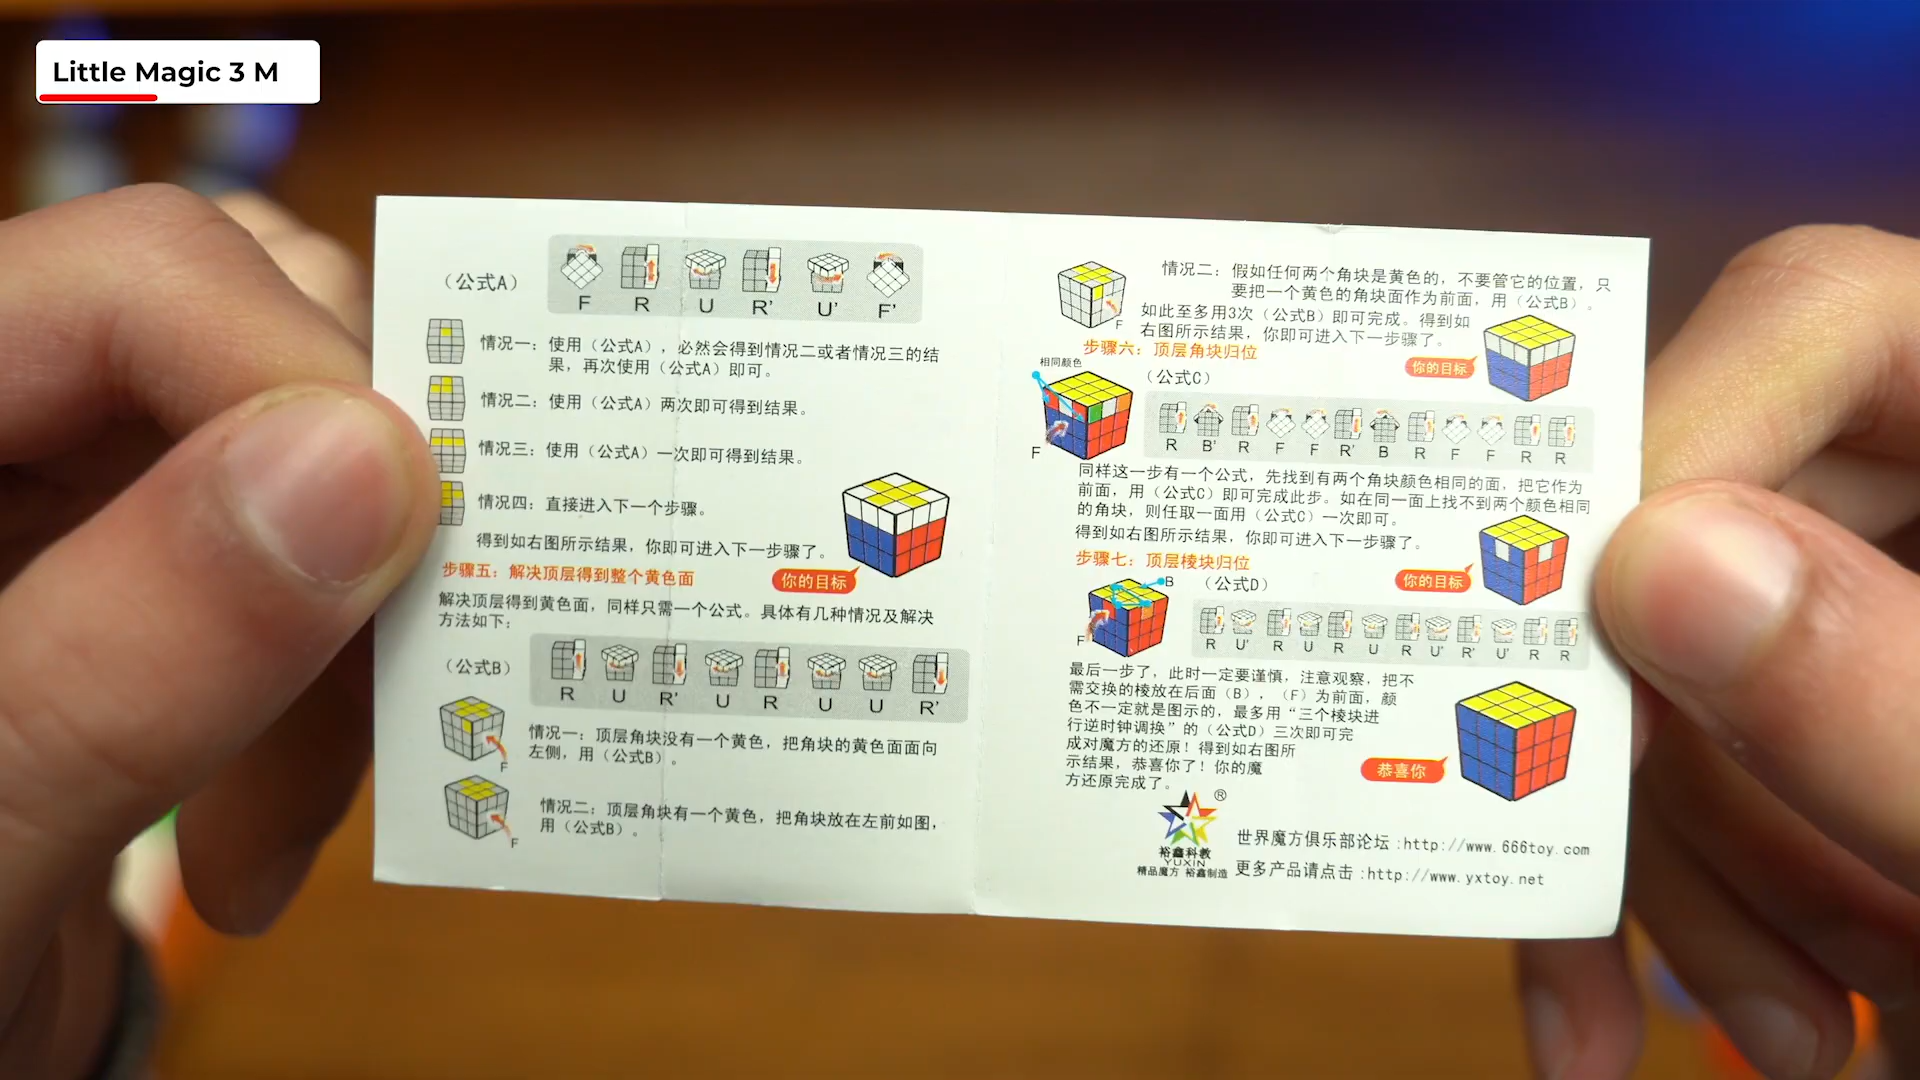 Little Magic 3 M
（公式A）
F R U R' U' F'
情况一：使用（公式A），必然会得到情况二或者情况三的结
果，再次使用（公式A）即可。
情况二：使用（公式A）两次即可得到结果。
情况三：使用（公式A）一次即可得到结果。
情况四：直接进入下一个步骤。
得到如右图所示结果，你即可进入下一步骤了。
你的目标
步骤五：解决顶层得到整个黄色面
解决顶层得到黄色面，同样只需一个公式。具体有几种情况及解决
方法如下：
（公式B）
R U R' U R U U R'
F
情况一：顶层角块没有一个黄色，把角块的黄色面面向
左侧，用（公式B）。
F
情况二：顶层角块有一个黄色，把角块放在左前如图，
用（公式B）。
F
情况二：假如任何两个角块是黄色的，不要管它的位置，只
要把一个黄色的角块面作为前面，用（公式B）。
如此至多用3次（公式B）即可完成。得到如
右图所示结果，你即可进入下一步骤了。
你的目标
步骤六：顶层角块归位
相同颜色
F
（公式C）
R B' R F F R' B R F F R R
同样这一步有一个公式，先找到有两个角块颜色相同的面，把它作为
前面，用（公式C）即可完成此步。如在同一面上找不到两个颜色相同
的角块，则任取一面用（公式C）一次即可。
得到如右图所示结果，你即可进入下一步骤了。
你的目标
步骤七：顶层棱块归位
B
F
（公式D）
R U' R U R U R U' R' U' R R
最后一步了，此时一定要谨慎，注意观察，把不
需交换的棱放在后面（B），（F）为前面，颜
色不一定就是图示的，最多用“三个棱块进
行逆时钟调换”的（公式D）三次即可完
成对魔方的还原！得到如右图所
示结果，恭喜你了！你的魔
方还原完成了。
恭喜你
®
裕鑫科教
YUXIN
精品魔方 裕鑫制造
世界魔方俱乐部论坛:http://www.666toy.com
更多产品请点击:http://www.yxtoy.net